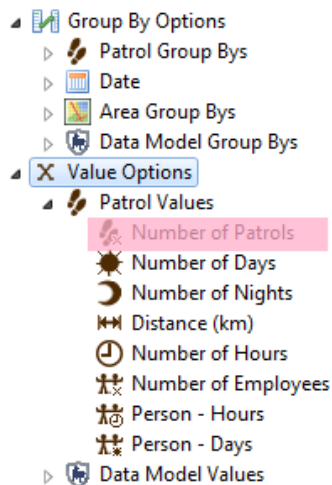 Group By Options
Patrol Group Bys
Date
Area Group Bys
Data Model Group Bys
Value Options
Patrol Values
Number of Patrols
Number of Days
Number of Nights
Distance (km)
Number of Hours
Number of Employees
Person - Hours
Person - Days
Data Model Values